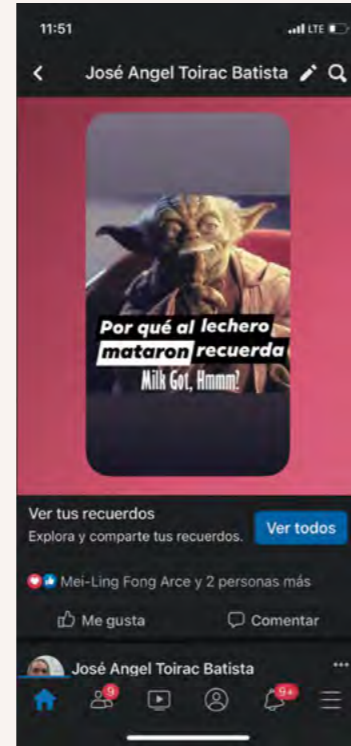 11:51
LTE
José Angel Toirac Batista
Por qué al lechero
mataron recuerda
Milk Got, Hmmm?
Ver tus recuerdos
Explora y comparte tus recuerdos.
Ver todos
Mei-Ling Fong Arce y 2 personas más
Me gusta
Comentar
José Angel Toirac Batista
9
9+